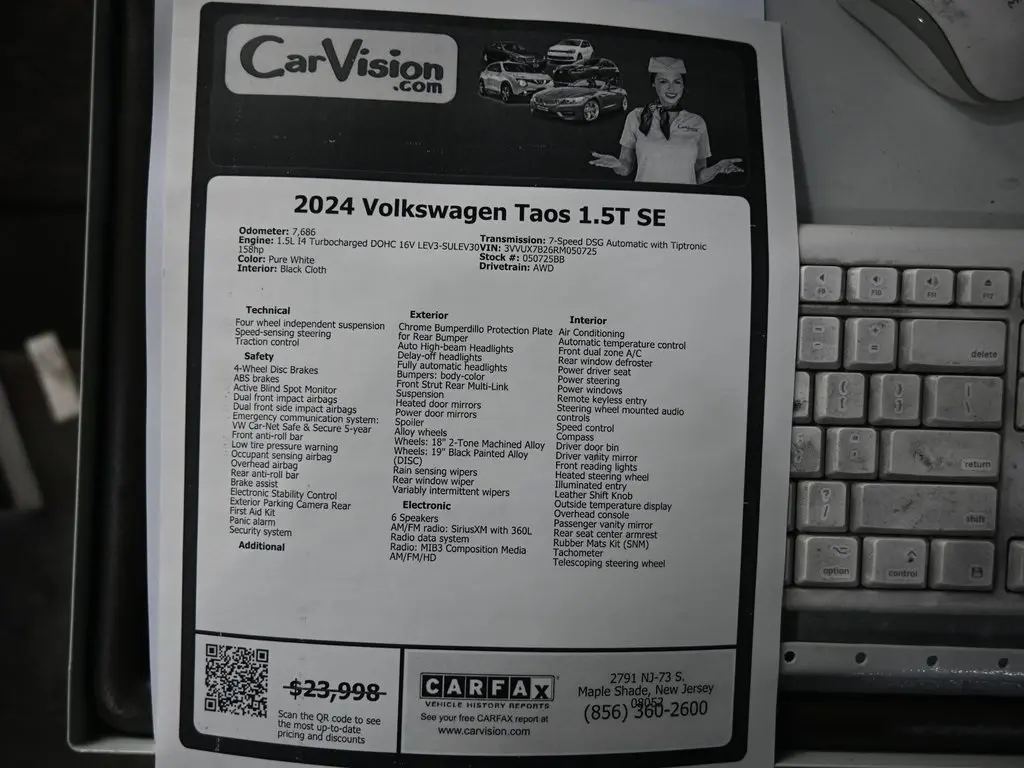 CarVision
.com
2024 Volkswagen Taos 1.5T SE
Odometer: 7,686
Engine: 1.5L I4 Turbocharged DOHC 16V LEV3-SULEV30
158hp
Color: Pure White
Interior: Black Cloth
Transmission: 7-Speed DSG Automatic with Tiptronic
VIN: 3VVUX7B26RM050725
Stock #: 050725BB
Drivetrain: AWD
Technical
Four wheel independent suspension
Speed-sensing steering
Traction control
Safety
4-Wheel Disc Brakes
ABS brakes
Active Blind Spot Monitor
Dual front impact airbags
Dual front side impact airbags
Emergency communication system:
VW Car-Net Safe & Secure 5-year
Front anti-roll bar
Low tire pressure warning
Occupant sensing airbag
Overhead airbag
Rear anti-roll bar
Brake assist
Electronic Stability Control
Exterior Parking Camera Rear
First Aid Kit
Panic alarm
Security system
Additional
Exterior
Chrome Bumperdillo Protection Plate
for Rear Bumper
Auto High-beam Headlights
Delay-off headlights
Fully automatic headlights
Bumpers: body-color
Front Strut Rear Multi-Link
Suspension
Heated door mirrors
Power door mirrors
Spoiler
Alloy wheels
Wheels: 18" 2-Tone Machined Alloy
Wheels: 19" Black Painted Alloy
(DISC)
Rain sensing wipers
Rear window wiper
Variably intermittent wipers
Electronic
6 Speakers
AM/FM radio: SiriusXM with 360L
Radio data system
Radio: MIB3 Composition Media
AM/FM/HD
Interior
Air Conditioning
Automatic temperature control
Front dual zone A/C
Rear window defroster
Power driver seat
Power steering
Power windows
Remote keyless entry
Steering wheel mounted audio
controls
Speed control
Compass
Driver door bin
Driver vanity mirror
Front reading lights
Heated steering wheel
Illuminated entry
Leather Shift Knob
Outside temperature display
Overhead console
Passenger vanity mirror
Rear seat center armrest
Rubber Mats Kit (SNM)
Tachometer
Telescoping steering wheel
$23,998
Scan the QR code to see
the most up-to-date
pricing and discounts
CARFAX
VEHICLE HISTORY REPORTS
See your free CARFAX report at
www.carvision.com
2791 NJ-73 S.
Maple Shade, New Jersey
08052
(856) 360-2600
F10
F11
F12
delete
return
shift
option
control